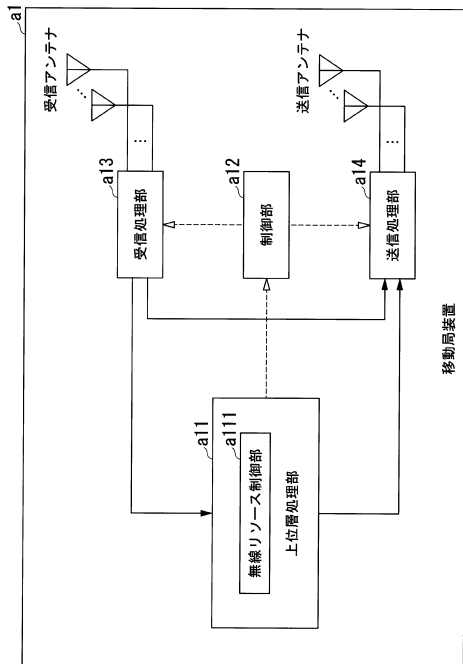 a1
受信アンテナ
送信アンテナ
…
…
…
…
a13
受信処理部
a12
制御部
a14
送信処理部
a11
a111
無線リソース制御部
上位層処理部
移動局装置